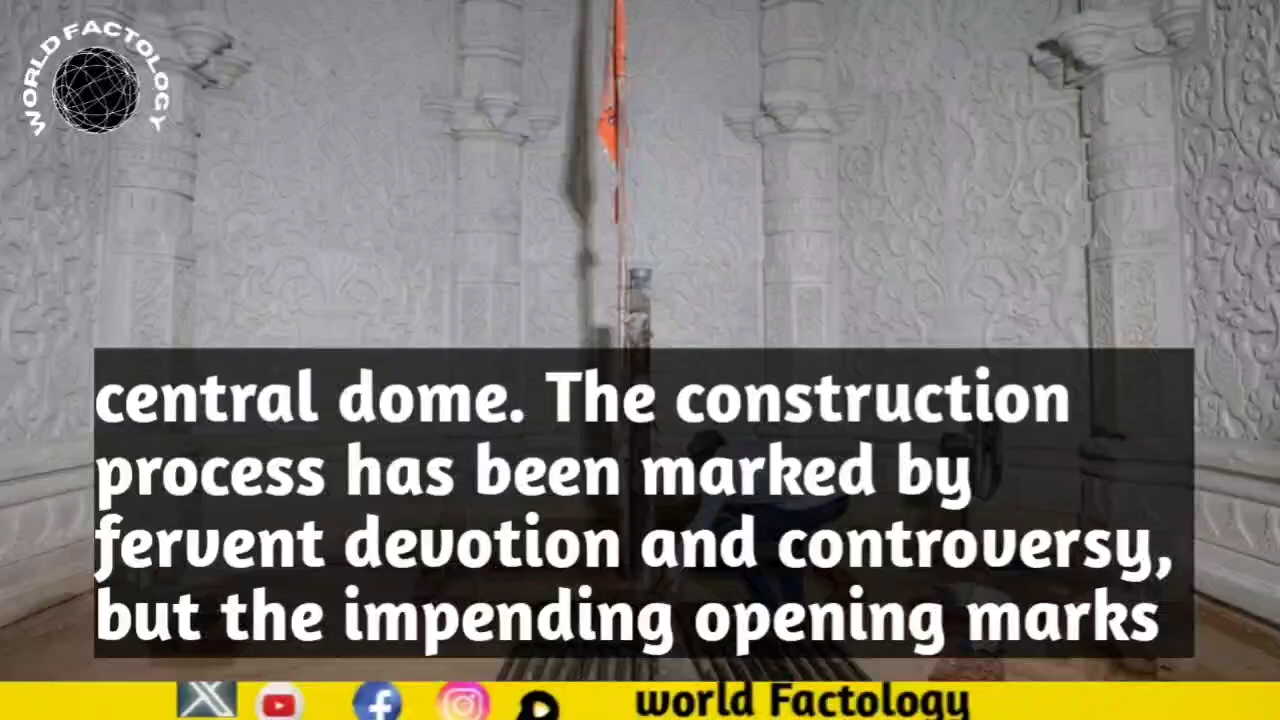 WORLD FACTOLOGY
central dome. The construction
process has been marked by
fervent devotion and controversy,
but the impending opening marks
world Factology